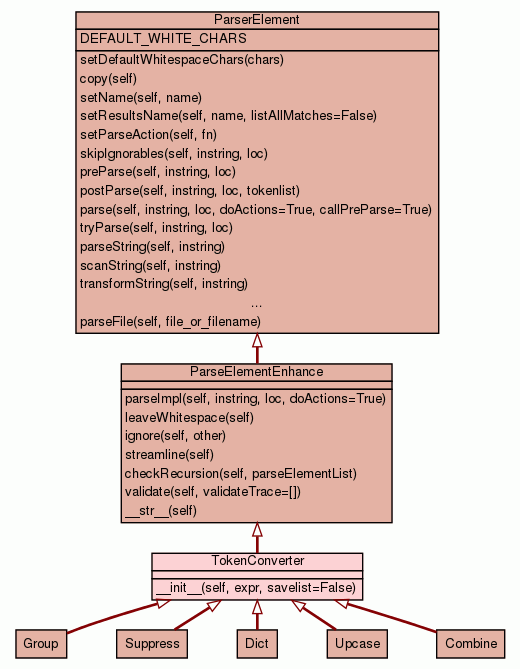 ParserElement
DEFAULT_WHITE_CHARS
setDefaultWhitespaceChars(chars)
copy(self)
setName(self, name)
setResultsName(self, name, listAllMatches=False)
setParseAction(self, fn)
skipIgnorables(self, instring, loc)
preParse(self, instring, loc)
postParse(self, instring, loc, tokenlist)
parse(self, instring, loc, doActions=True, callPreParse=True)
tryParse(self, instring, loc)
parseString(self, instring)
scanString(self, instring)
transformString(self, instring)
...
parseFile(self, file_or_filename)
ParseElementEnhance
parseImpl(self, instring, loc, doActions=True)
leaveWhitespace(self)
ignore(self, other)
streamline(self)
checkRecursion(self, parseElementList)
validate(self, validateTrace=[])
__str__(self)
TokenConverter
__init__(self, expr, savelist=False)
Group Suppress Dict Upcase Combine